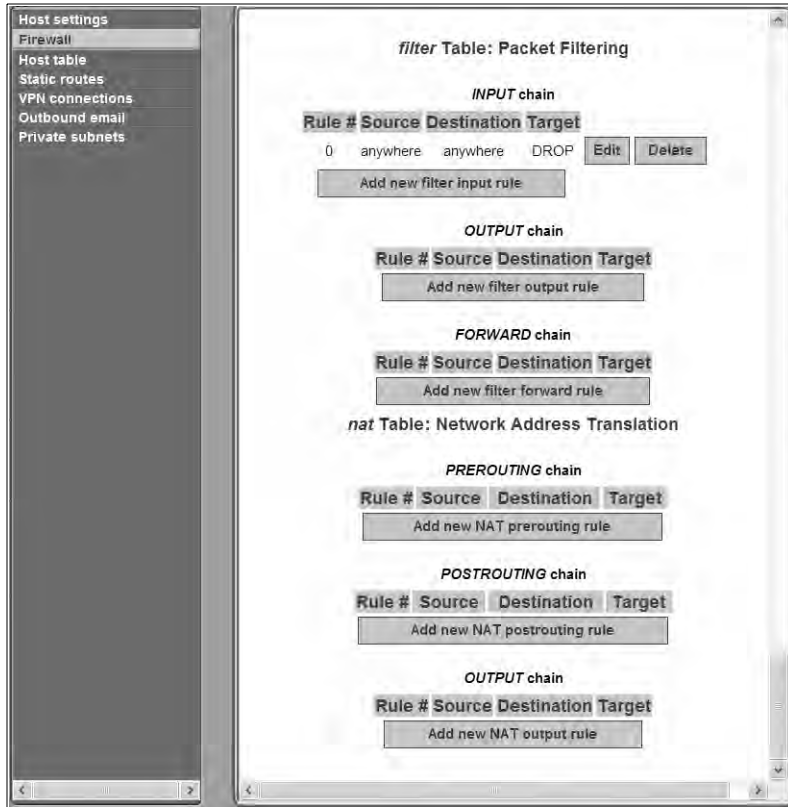 Host settings
Firewall
Host table
Static routes
VPN connections
Outbound email
Private subnets
filter Table: Packet Filtering
INPUT chain
Rule # Source Destination Target
0 anywhere anywhere DROP Edit Delete
Add new filter input rule
OUTPUT chain
Rule # Source Destination Target
Add new filter output rule
FORWARD chain
Rule # Source Destination Target
Add new filter forward rule
nat Table: Network Address Translation
PREROUTING chain
Rule # Source Destination Target
Add new NAT prerouting rule
POSTROUTING chain
Rule # Source Destination Target
Add new NAT postrouting rule
OUTPUT chain
Rule # Source Destination Target
Add new NAT output rule